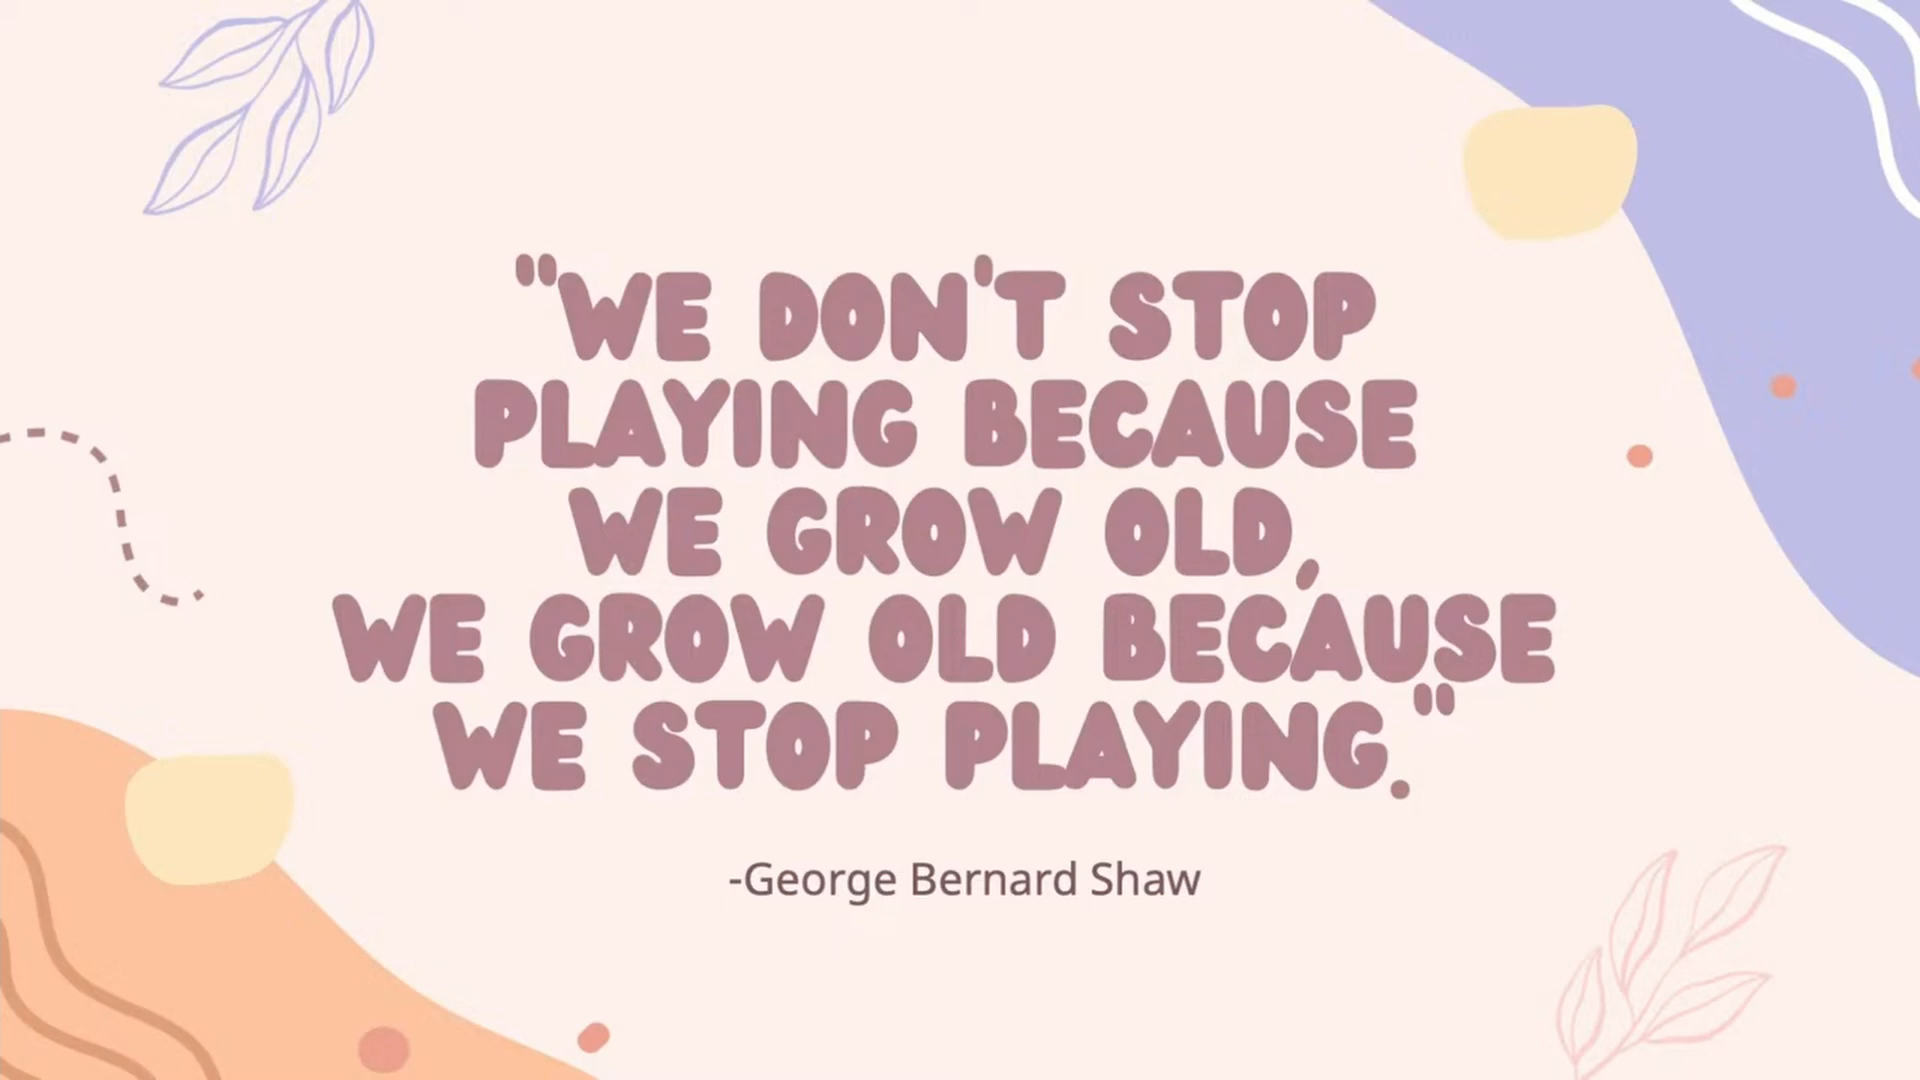 "WE DON'T STOP
PLAYING BECAUSE
WE GROW OLD,
WE GROW OLD BECAUSE
WE STOP PLAYING."
-George Bernard Shaw